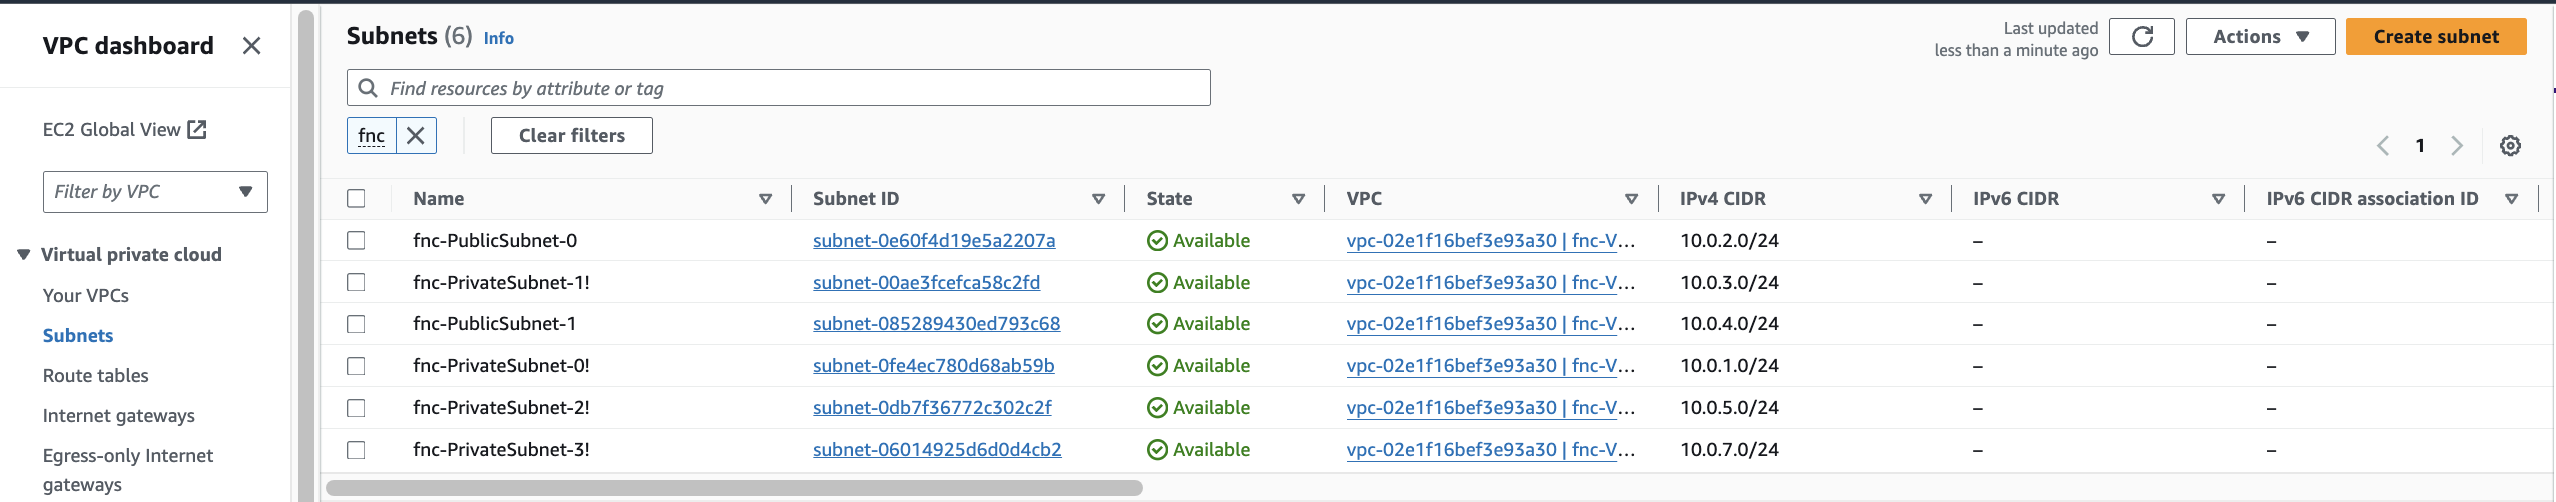 VPC dashboard
EC2 Global View
Filter by VPC
Virtual private cloud
Your VPCs
Subnets
Route tables
Internet gateways
Egress-only Internet
gateways
Subnets (6) Info
Last updated
less than a minute ago
Actions
Create subnet
Find resources by attribute or tag
fnc
Clear filters
1
Name Subnet ID State VPC IPv4 CIDR IPv6 CIDR IPv6 CIDR association ID
fnc-PublicSubnet-0 subnet-0e60f4d19e5a2207a Available vpc-02e1f16bef3e93a30 | fnc-V... 10.0.2.0/24 – –
fnc-PrivateSubnet-1! subnet-00ae3fcefca58c2fd Available vpc-02e1f16bef3e93a30 | fnc-V... 10.0.3.0/24 – –
fnc-PublicSubnet-1 subnet-085289430ed793c68 Available vpc-02e1f16bef3e93a30 | fnc-V... 10.0.4.0/24 – –
fnc-PrivateSubnet-0! subnet-0fe4ec780d68ab59b Available vpc-02e1f16bef3e93a30 | fnc-V... 10.0.1.0/24 – –
fnc-PrivateSubnet-2! subnet-0db7f36772c302c2f Available vpc-02e1f16bef3e93a30 | fnc-V... 10.0.5.0/24 – –
fnc-PrivateSubnet-3! subnet-06014925d6d0d4cb2 Available vpc-02e1f16bef3e93a30 | fnc-V... 10.0.7.0/24 – –